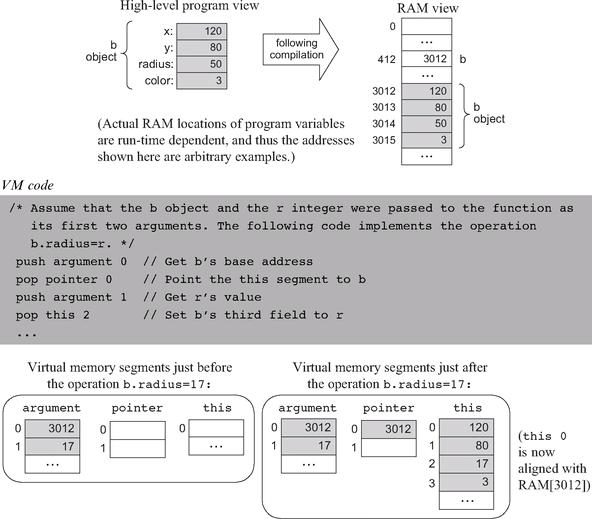 High-level program view
RAM view
b
object
x: 120
y: 80
radius: 50
color: 3
following
compilation
0
...
412 3012 b
...
3012 120
3013 80
3014 50
3015 3
...
b
object
(Actual RAM locations of program variables
are run-time dependent, and thus the addresses
shown here are arbitrary examples.)
VM code
/* Assume that the b object and the r integer were passed to the function as
its first two arguments. The following code implements the operation
b.radius=r. */
push argument 0 // Get b's base address
pop pointer 0 // Point the this segment to b
push argument 1 // Get r's value
pop this 2 // Set b's third field to r
...
Virtual memory segments just before
the operation b.radius=17:
argument pointer this
0 3012 0 0
1 17 1 ...
...
Virtual memory segments just after
the operation b.radius=17:
argument pointer this
0 3012 0 3012 0 120
1 17 1 1 80
... 2 17
3 3
...
(this 0
is now
aligned with
RAM[3012])